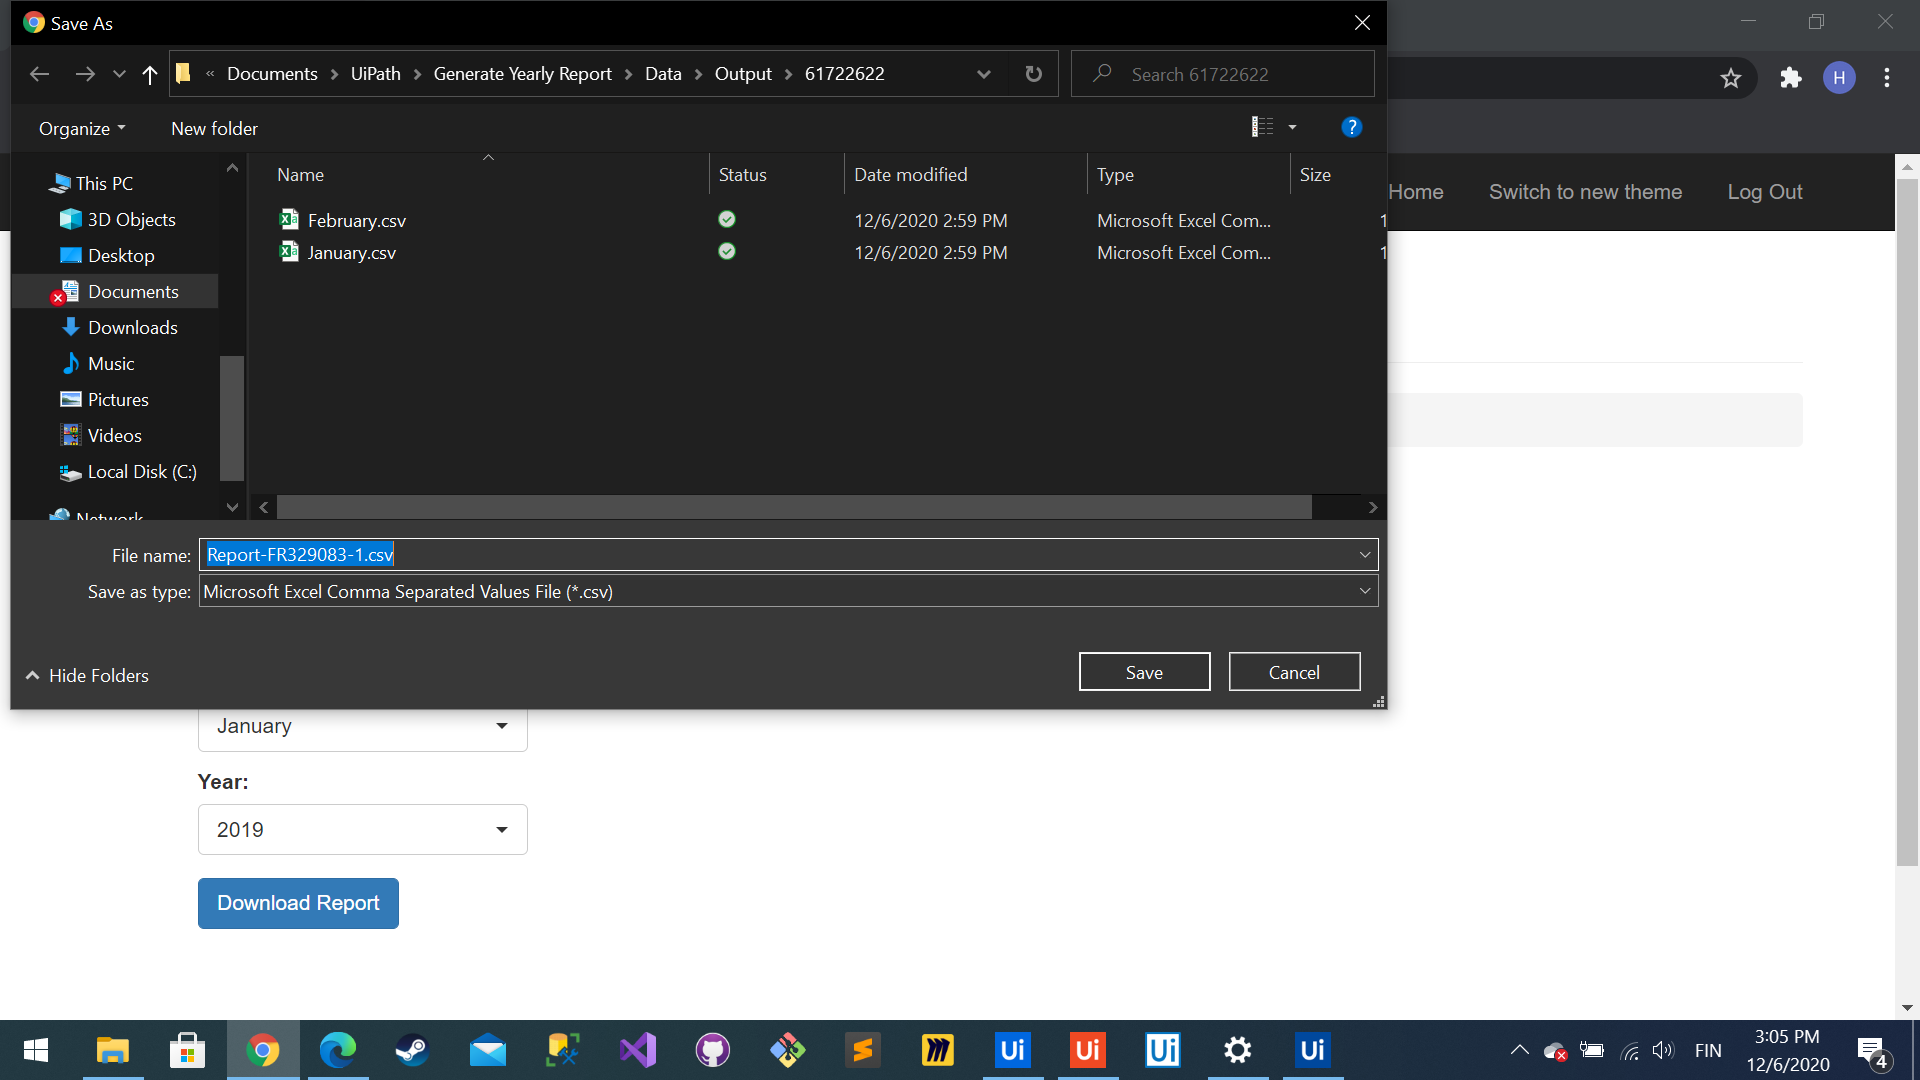 Save As
« Documents > UiPath > Generate Yearly Report > Data > Output > 61722622
Search 61722622
Organize
New folder
?
H
Home
Switch to new theme
Log Out
This PC
3D Objects
Desktop
Documents
Downloads
Music
Pictures
Videos
Local Disk (C:)
Network
Name Status Date modified Type Size
February.csv 12/6/2020 2:59 PM Microsoft Excel Com... 1
January.csv 12/6/2020 2:59 PM Microsoft Excel Com... 1
File name: Report-FR329083-1.csv
Save as type: Microsoft Excel Comma Separated Values File (*.csv)
Hide Folders
Save
Cancel
January
Year:
2019
Download Report
Ui
Ui
Ui
Ui
FIN
3:05 PM
12/6/2020
4